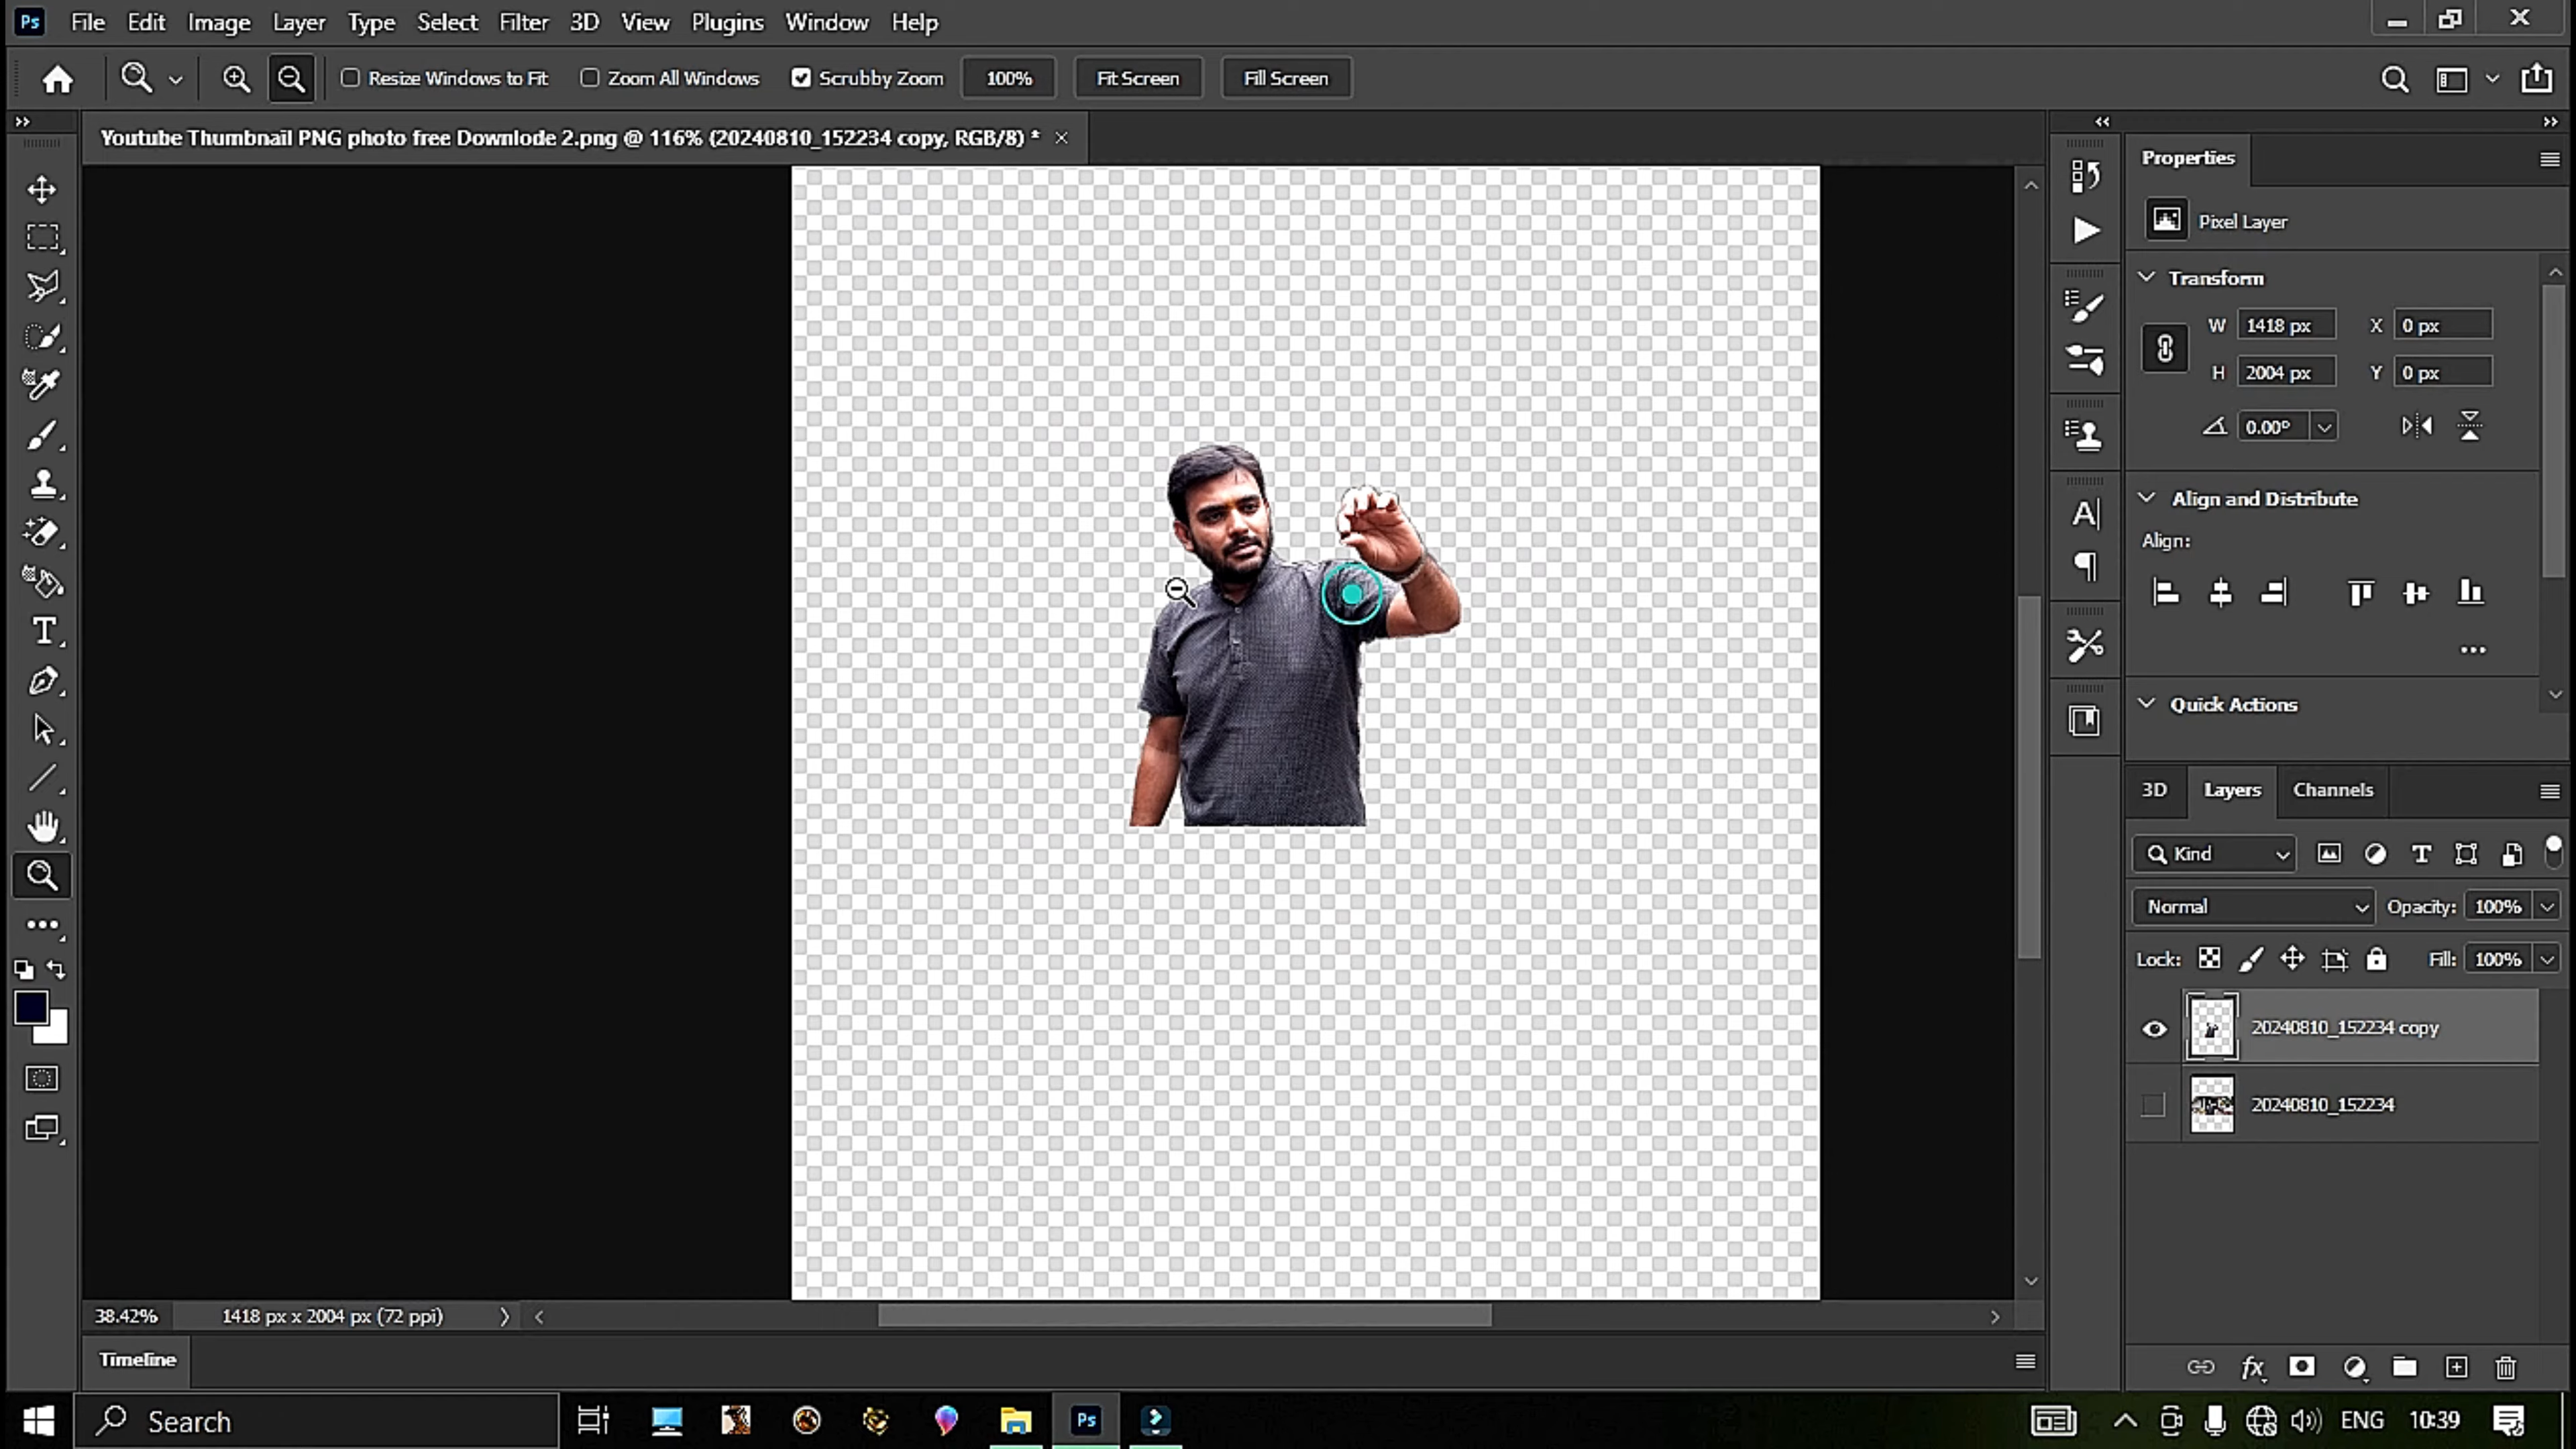 Ps File Edit Image Layer Type Select Filter 3D View Plugins Window Help
Resize Windows to Fit Zoom All Windows Scrubby Zoom 100% Fit Screen Fill Screen
Youtube Thumbnail PNG photo free Downlode 2.png @ 116% (20240810_152234 copy, RGB/8) *
Properties
Pixel Layer
Transform
W 1418 px X 0 px
H 2004 px Y 0 px
0.00°
Align and Distribute
Align:
Quick Actions
3D Layers Channels
Kind
Normal Opacity: 100%
Lock: Fill: 100%
20240810_152234 copy
20240810_152234
38.42% 1418 px x 2004 px (72 ppi)
Timeline
Search Ps ENG 10:39